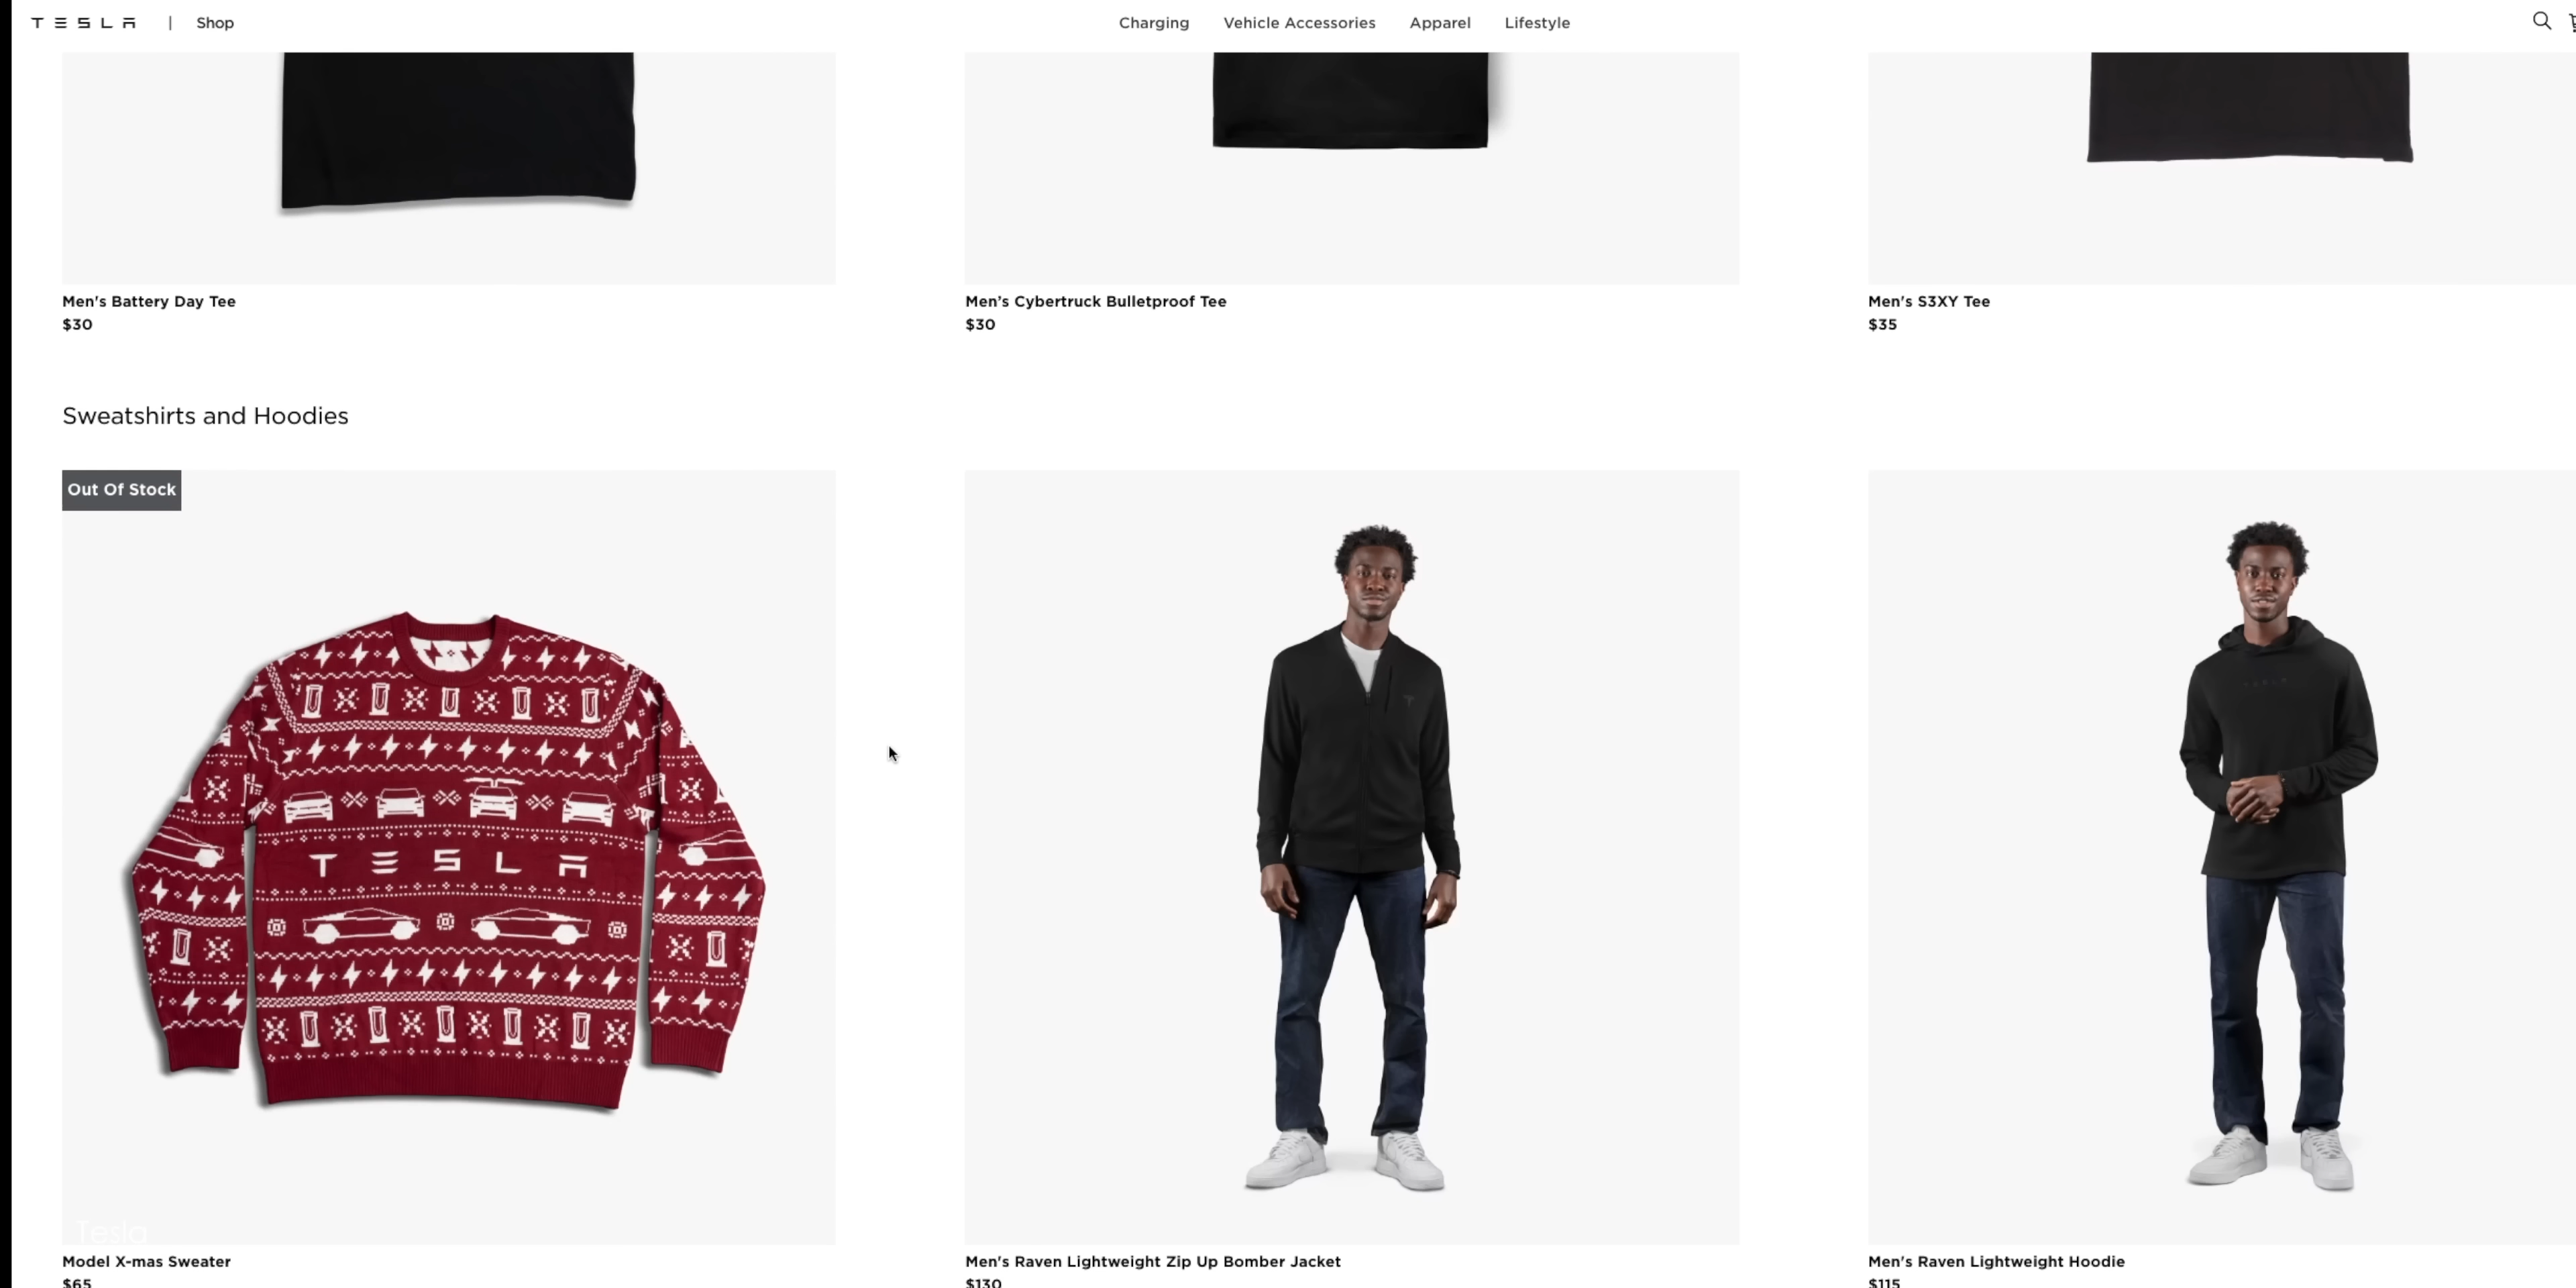 TESLA | Shop
Charging Vehicle Accessories Apparel Lifestyle
Men's Battery Day Tee
$30
Men’s Cybertruck Bulletproof Tee
$30
Men's S3XY Tee
$35
Sweatshirts and Hoodies
Out Of Stock
TESLA
Tesla
Model X-mas Sweater
$65
Men's Raven Lightweight Zip Up Bomber Jacket
$130
Men's Raven Lightweight Hoodie
$115